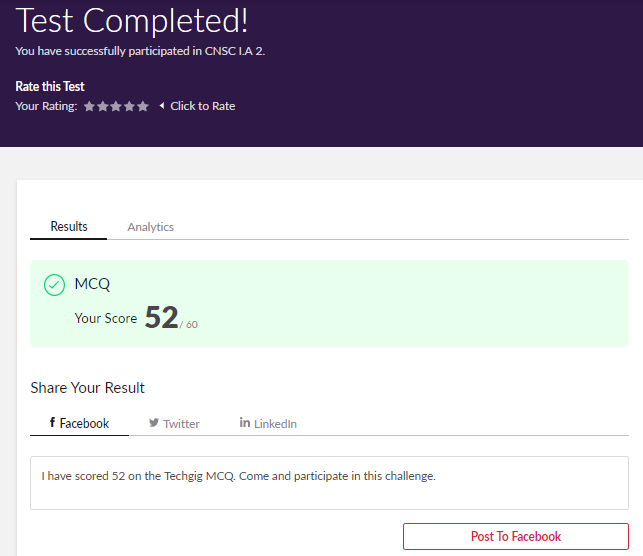 Test Completed!
You have successfully participated in CNSC I.A 2.
Rate this Test
Your Rating: Click to Rate
Results Analytics
MCQ
Your Score 52/ 60
Share Your Result
Facebook Twitter LinkedIn
I have scored 52 on the Techgig MCQ. Come and participate in this challenge.
Post To Facebook